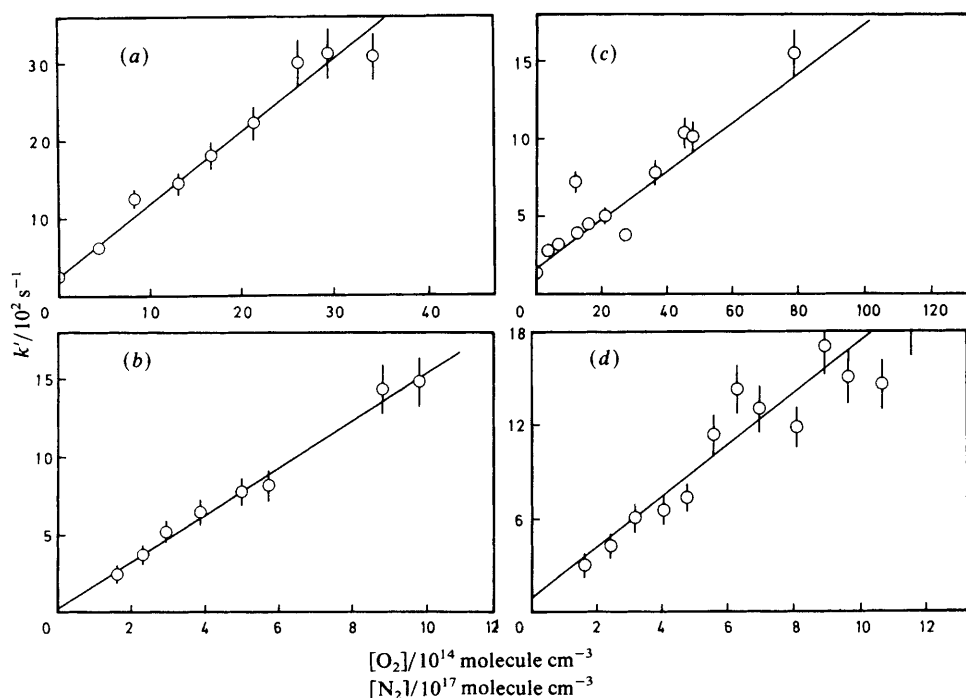 (a)
30
20
10
0 10 20 30 40
(c)
15
10
5
0 20 40 60 80 100 120
k'/10² s⁻¹
(b)
15
10
5
0 2 4 6 8 10 12
(d)
18
12
6
0 2 4 6 8 10 12
[O₂]/10¹⁴ molecule cm⁻³
[N₂]/10¹⁷ molecule cm⁻³